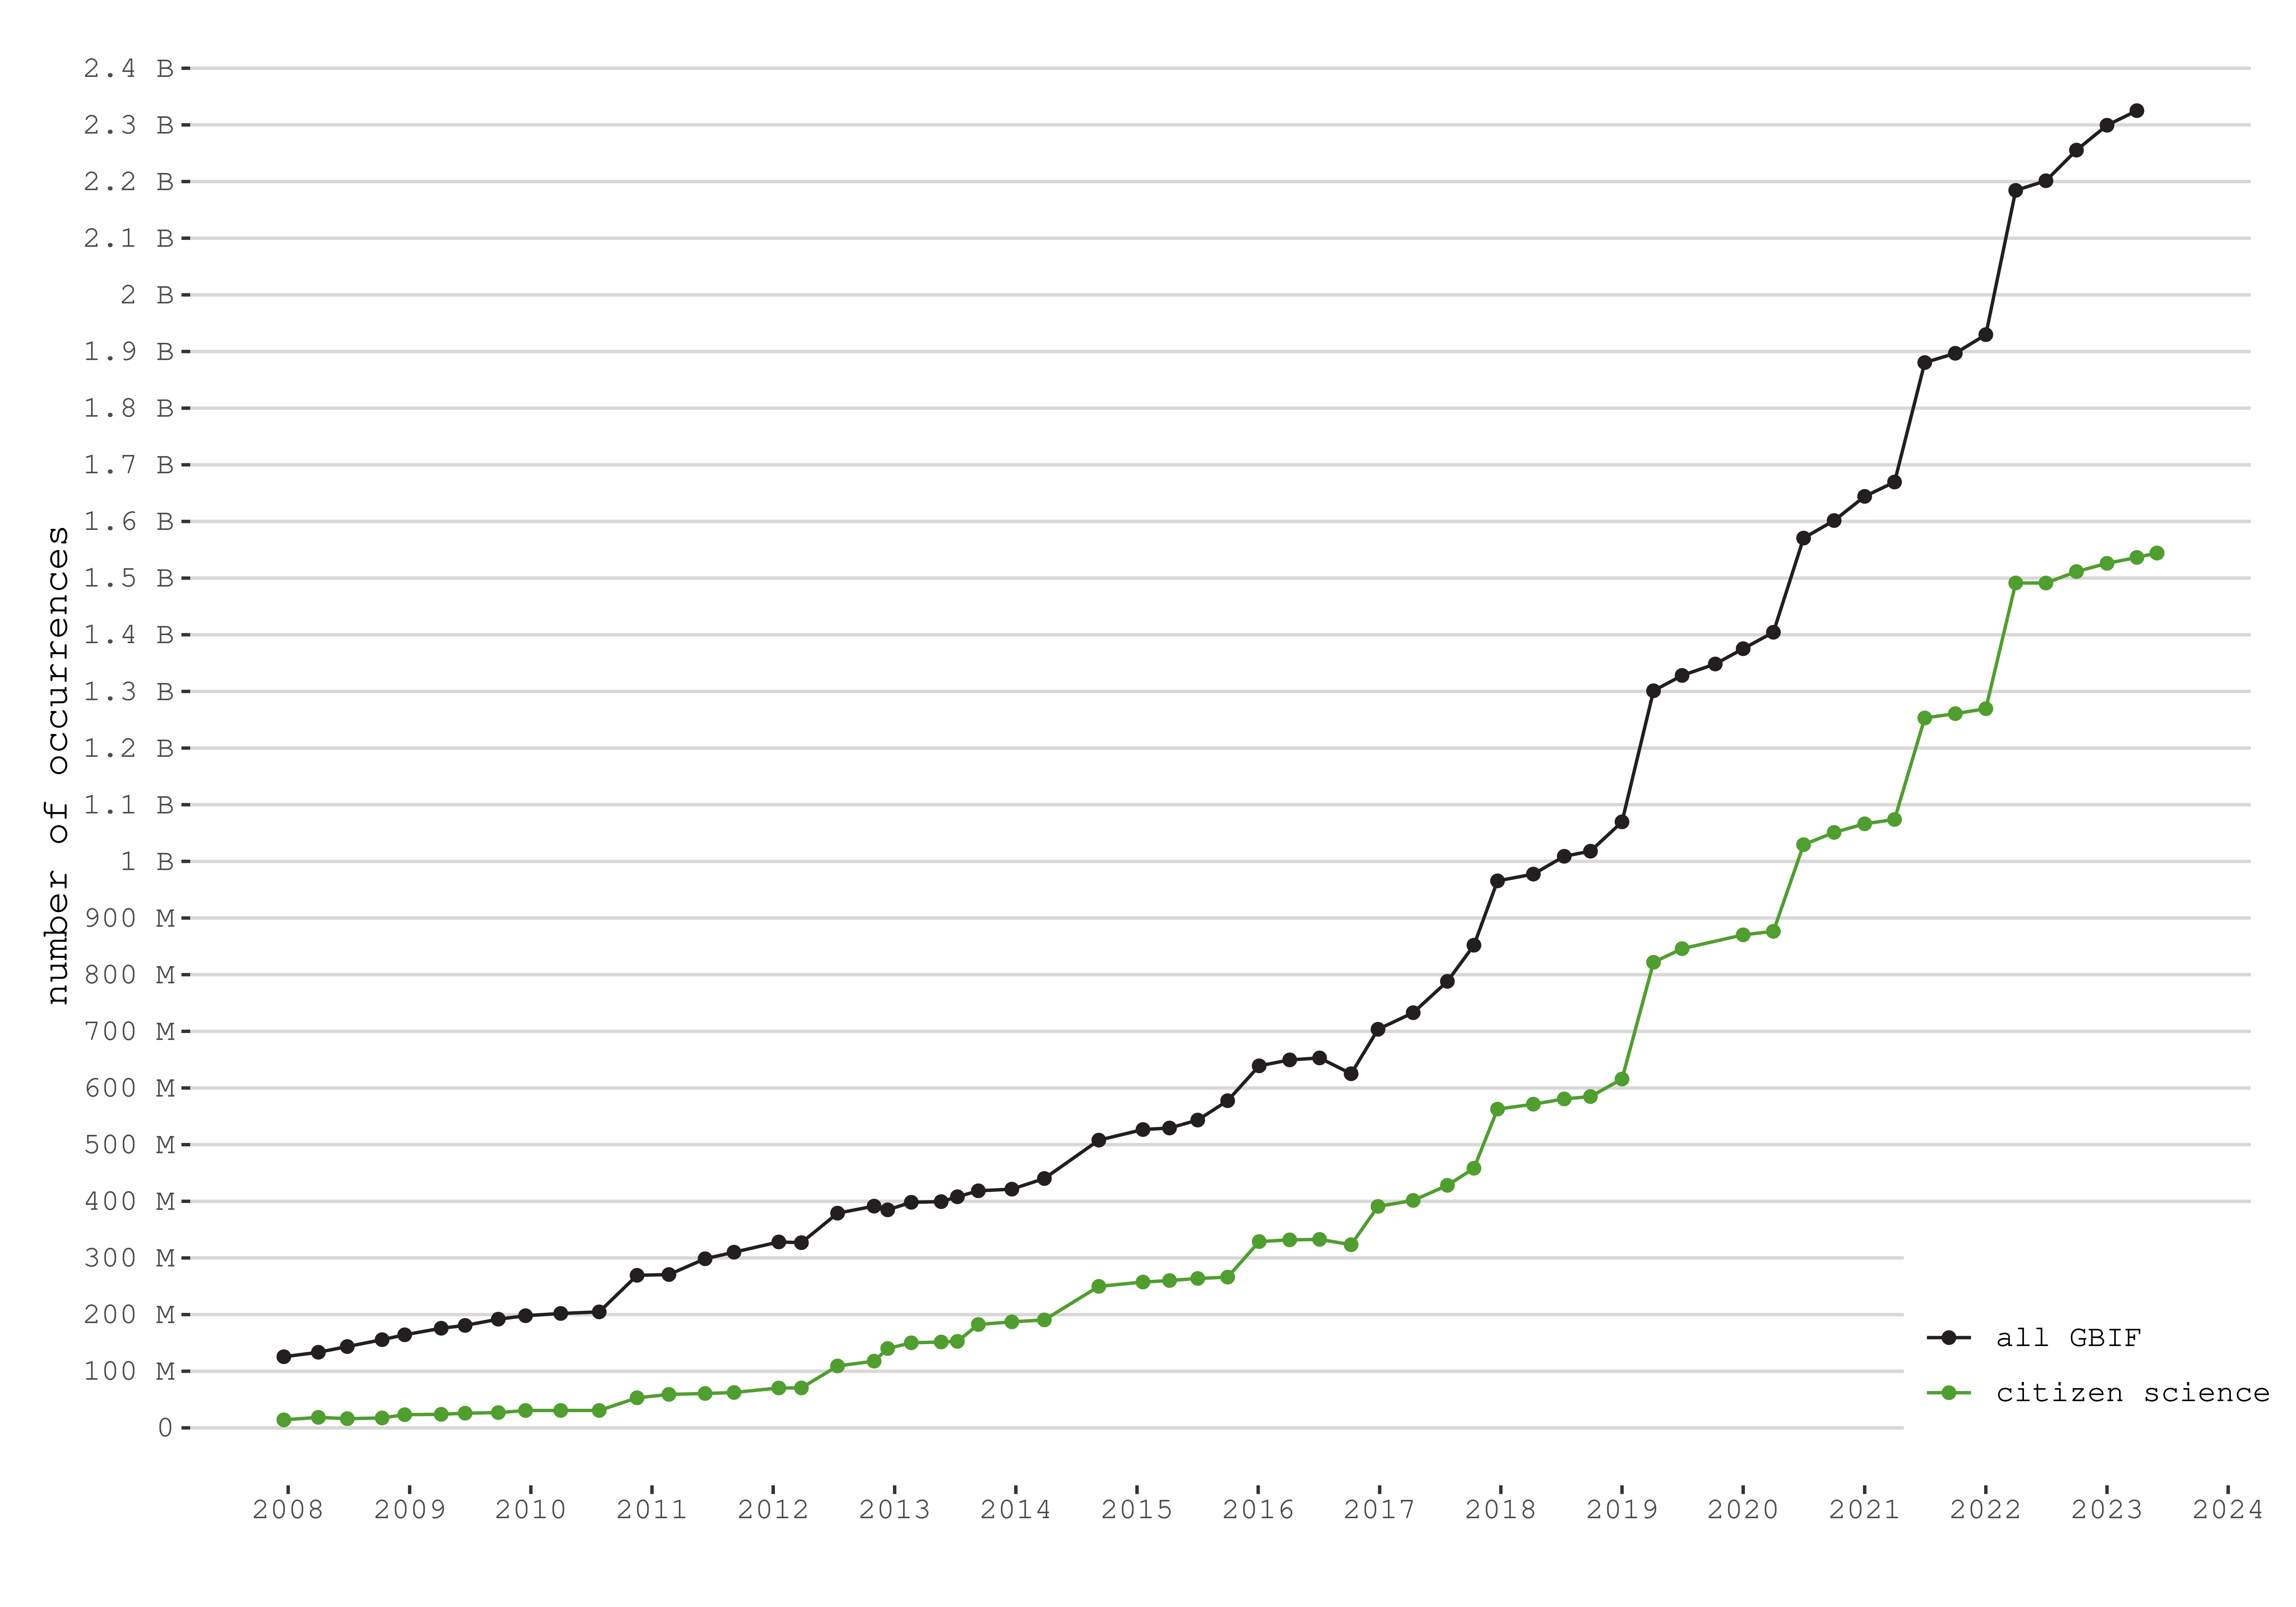 2.4 B
2.3 B
2.2 B
2.1 B
2 B
1.9 B
1.8 B
1.7 B
1.6 B
1.5 B
1.4 B
1.3 B
1.2 B
1.1 B
1 B
900 M
800 M
700 M
600 M
500 M
400 M
300 M
200 M
100 M
0
number of occurrences
all GBIF
citizen science
2008 2009 2010 2011 2012 2013 2014 2015 2016 2017 2018 2019 2020 2021 2022 2023 2024